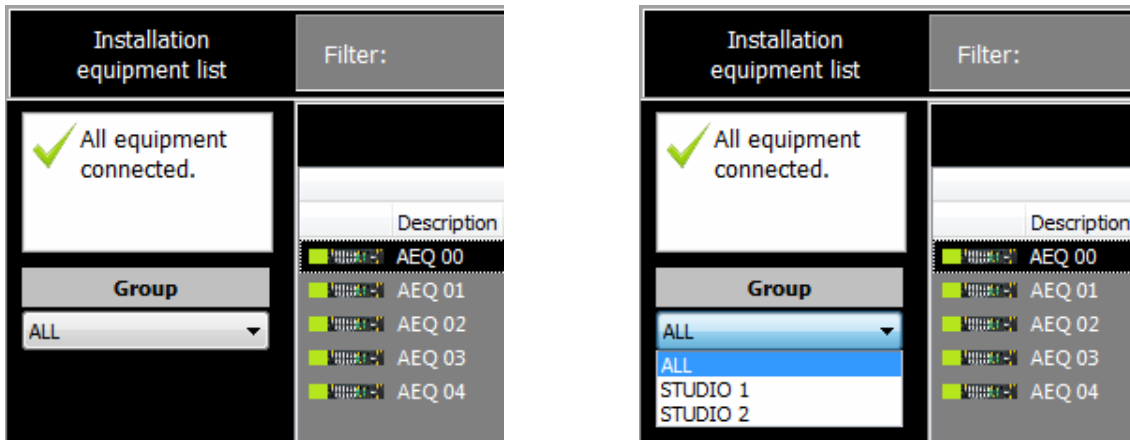 Installation
equipment list
Filter:
All equipment
connected.
Description
Group
ALL
AEQ 00
AEQ 01
AEQ 02
AEQ 03
AEQ 04
Installation
equipment list
Filter:
All equipment
connected.
Description
Group
ALL
ALL
STUDIO 1
STUDIO 2
AEQ 00
AEQ 01
AEQ 02
AEQ 03
AEQ 04